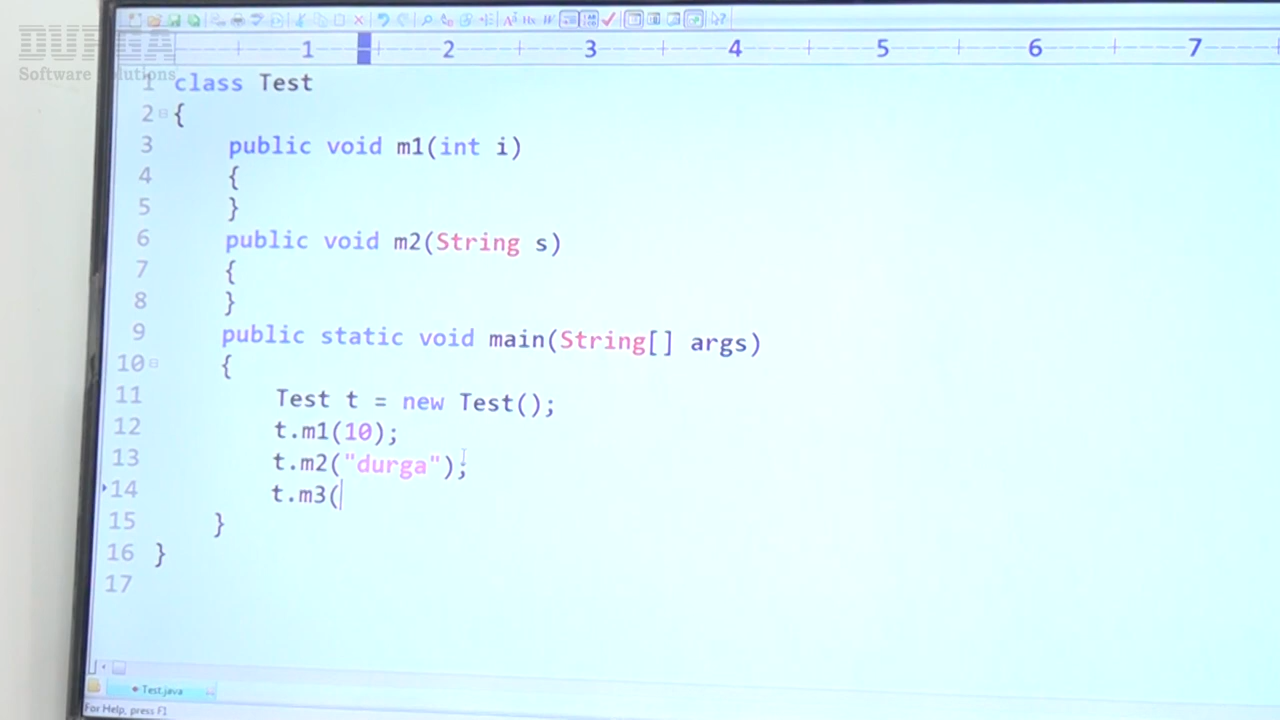 DURGA
Software Solutions
1 2 3 4 5 6 7
1 class Test
2 {
3 public void m1(int i)
4 {
5 }
6 public void m2(String s)
7 {
8 }
9 public static void main(String[] args)
10 {
11 Test t = new Test();
12 t.m1(10);
13 t.m2("durga");
14 t.m3(
15 }
16 }
17
Test.java
For Help, press F1